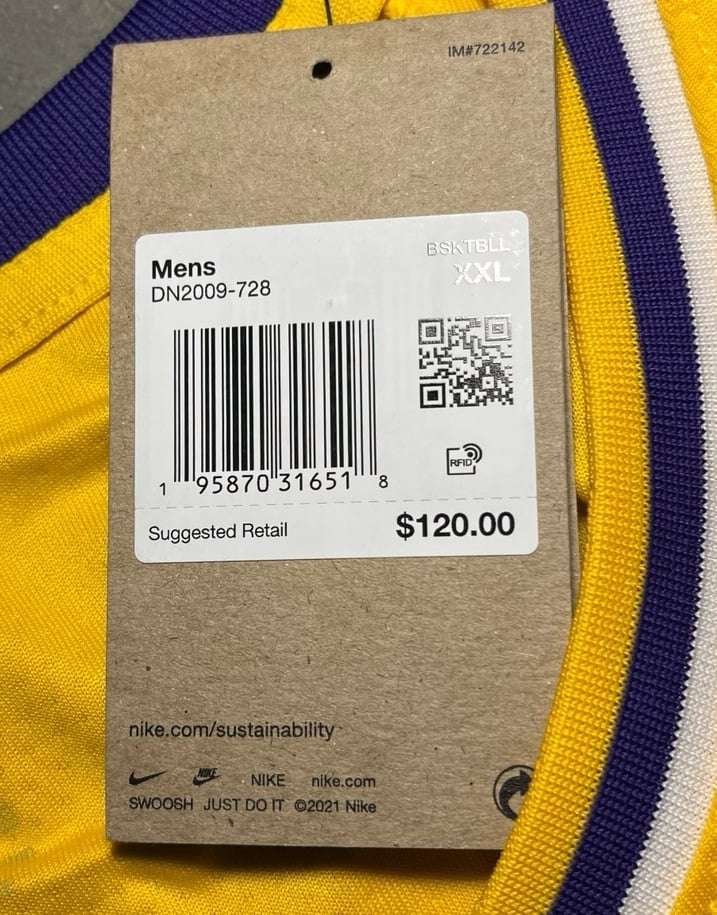 IM#722142
Mens
BSKTBLL
DN2009-728
XXL
RFID
1 95870 31651 8
Suggested Retail $120.00
nike.com/sustainability
NIKE NIKE nike.com
SWOOSH JUST DO IT ©2021 Nike